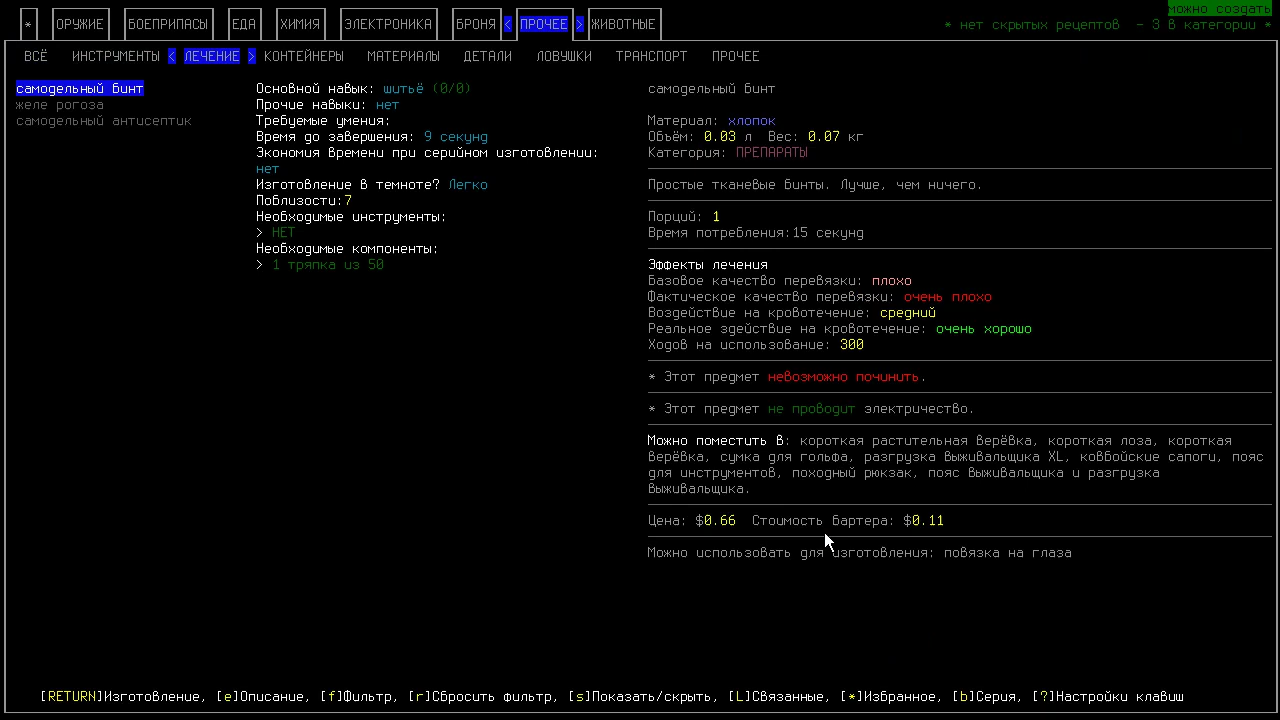 можно создать
* ОРУЖИЕ БОЕПРИПАСЫ ЕДА ХИМИЯ ЭЛЕКТРОНИКА БРОНЯ < ПРОЧЕЕ > ЖИВОТНЫЕ
* нет скрытых рецептов - 3 в категории *
ВСЁ ИНСТРУМЕНТЫ < ЛЕЧЕНИЕ > КОНТЕЙНЕРЫ МАТЕРИАЛЫ ДЕТАЛИ ЛОВУШКИ ТРАНСПОРТ ПРОЧЕЕ
самодельный бинт
желе рогоза
самодельный антисептик
Основной навык: шитьё (0/0)
Прочие навыки: нет
Требуемые умения:
Время до завершения: 9 секунд
Экономия времени при серийном изготовлении:
нет
Изготовление в темноте? Легко
Поблизости:7
Необходимые инструменты:
> НЕТ
Необходимые компоненты:
> 1 тряпка из 50
самодельный бинт
Материал: хлопок
Объём: 0.03 л Вес: 0.07 кг
Категория: ПРЕПАРАТЫ
Простые тканевые бинты. Лучше, чем ничего.
Порций: 1
Время потребления:15 секунд
Эффекты лечения
Базовое качество перевязки: плохо
Фактическое качество перевязки: очень плохо
Воздействие на кровотечение: средний
Реальное здействие на кровотечение: очень хорошо
Ходов на использование: 300
* Этот предмет невозможно починить.
* Этот предмет не проводит электричество.
Можно поместить в: короткая растительная верёвка, короткая лоза, короткая
верёвка, сумка для гольфа, разгрузка выживальщика XL, ковбойские сапоги, пояс
для инструментов, походный рюкзак, пояс выживальщика и разгрузка
выживальщика.
Цена: $0.66 Стоимость бартера: $0.11
Можно использовать для изготовления: повязка на глаза
[RETURN]Изготовление, [e]Описание, [f]Фильтр, [r]Сбросить фильтр, [s]Показать/скрыть, [L]Связанные, [*]Избранное, [b]Серия, [?]Настройки клавиш